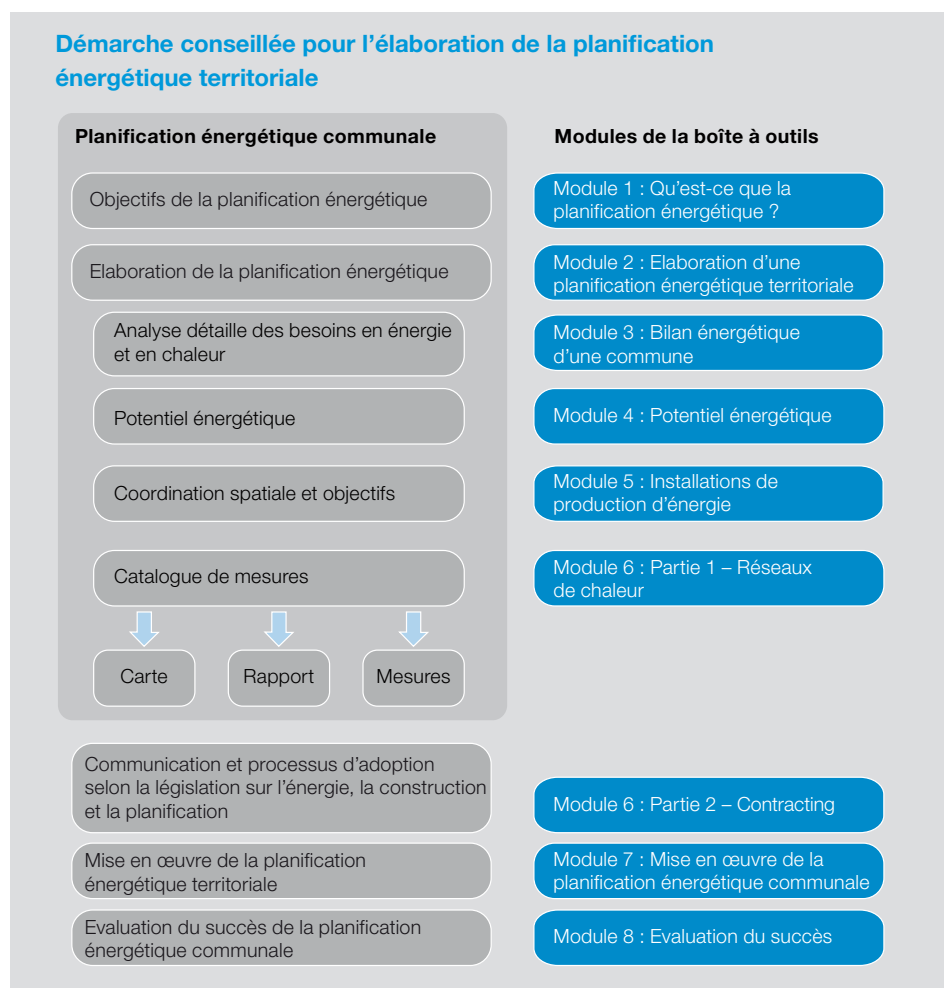 Démarche conseillée pour l’élaboration de la planification
énergétique territoriale
Planification énergétique communale
Modules de la boîte à outils
Objectifs de la planification énergétique
Module 1 : Qu’est-ce que la
planification énergétique ?
Elaboration de la planification énergétique
Module 2 : Elaboration d’une
planification énergétique territoriale
Analyse détaille des besoins en énergie
et en chaleur
Module 3 : Bilan énergétique
d’une commune
Potentiel énergétique
Module 4 : Potentiel énergétique
Coordination spatiale et objectifs
Module 5 : Installations de
production d’énergie
Catalogue de mesures
Module 6 : Partie 1 – Réseaux
de chaleur
Carte
Rapport
Mesures
Communication et processus d’adoption
selon la législation sur l’énergie, la construction
et la planification
Module 6 : Partie 2 – Contracting
Mise en œuvre de la planification
énergétique territoriale
Module 7 : Mise en œuvre de la
planification énergétique communale
Evaluation du succès de la planification
énergétique communale
Module 8 : Evaluation du succès